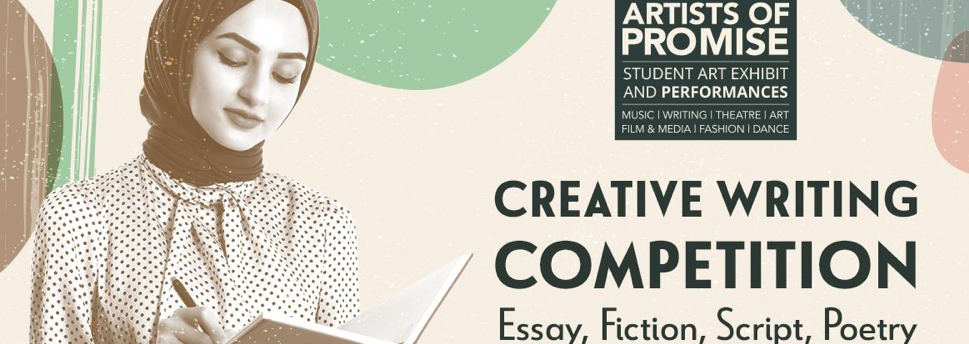 ARTISTS OF
PROMISE
STUDENT ART EXHIBIT
AND PERFORMANCES
MUSIC | WRITING | THEATRE | ART
FILM & MEDIA | FASHION | DANCE
CREATIVE WRITING
COMPETITION
Essay, Fiction, Script, Poetry